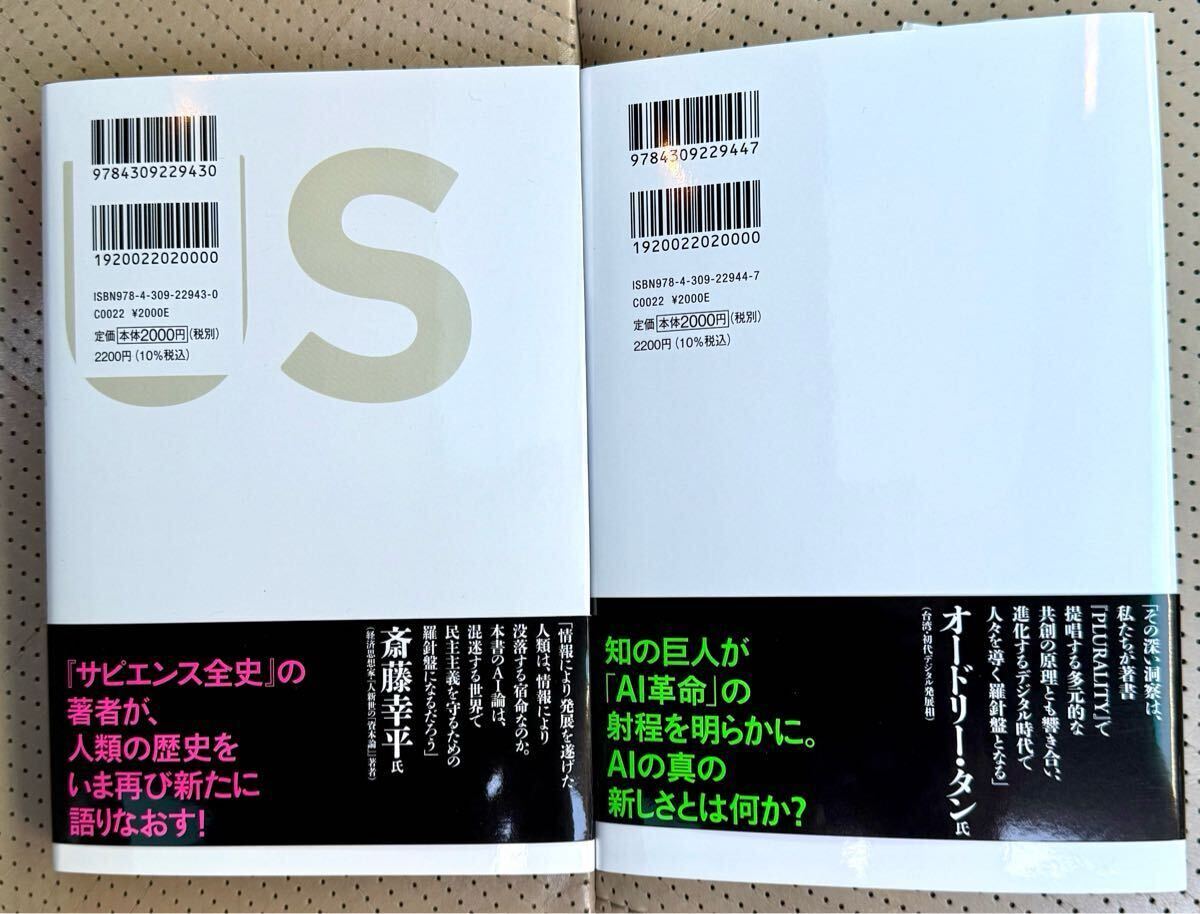 9784309229430
1920022020000
ISBN978-4-309-22943-0
C0022 ¥2000E
定価 本体2000円 (税別)
2200円 (10%税込)
US
「情報により発展を遂げた
人類は、情報により
没落する宿命なのか。
本書のAI論は、
混迷する世界で
民主主義を守るための
羅針盤になるだろう」
斎藤幸平氏
(経済思想家・『人新世の「資本論」』著者)
『サピエンス全史』の
著者が、
人類の歴史を
いま再び新たに
語りなおす!
9784309229447
1920022020000
ISBN978-4-309-22944-7
C0022 ¥2000E
定価 本体2000円 (税別)
2200円 (10%税込)
「その深い洞察は、
私たちが著書
『PLURALITY』で
提唱する多元的な
共創の原理とも響き合い、
進化するデジタル時代で
人々を導く羅針盤となる」
オードリー・タン氏
(台湾・初代デジタル発展相)
知の巨人が
「AI革命」の
射程を明らかに。
AIの真の
新しさとは何か?